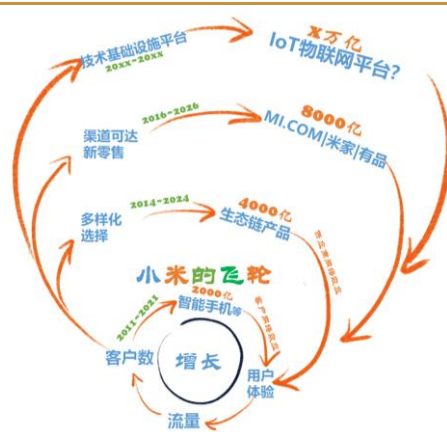 X万亿
IoT物联网平台?
技术基础设施平台
20xx-20xx
2016-2026
8000亿
MI.COM|米家|有品
渠道可达
新零售
2014-2024
4000亿
生态链产品
多样化
选择
小米的飞轮
2000亿
智能手机等
2011-2021
客户数
增长
用户
体验
流量